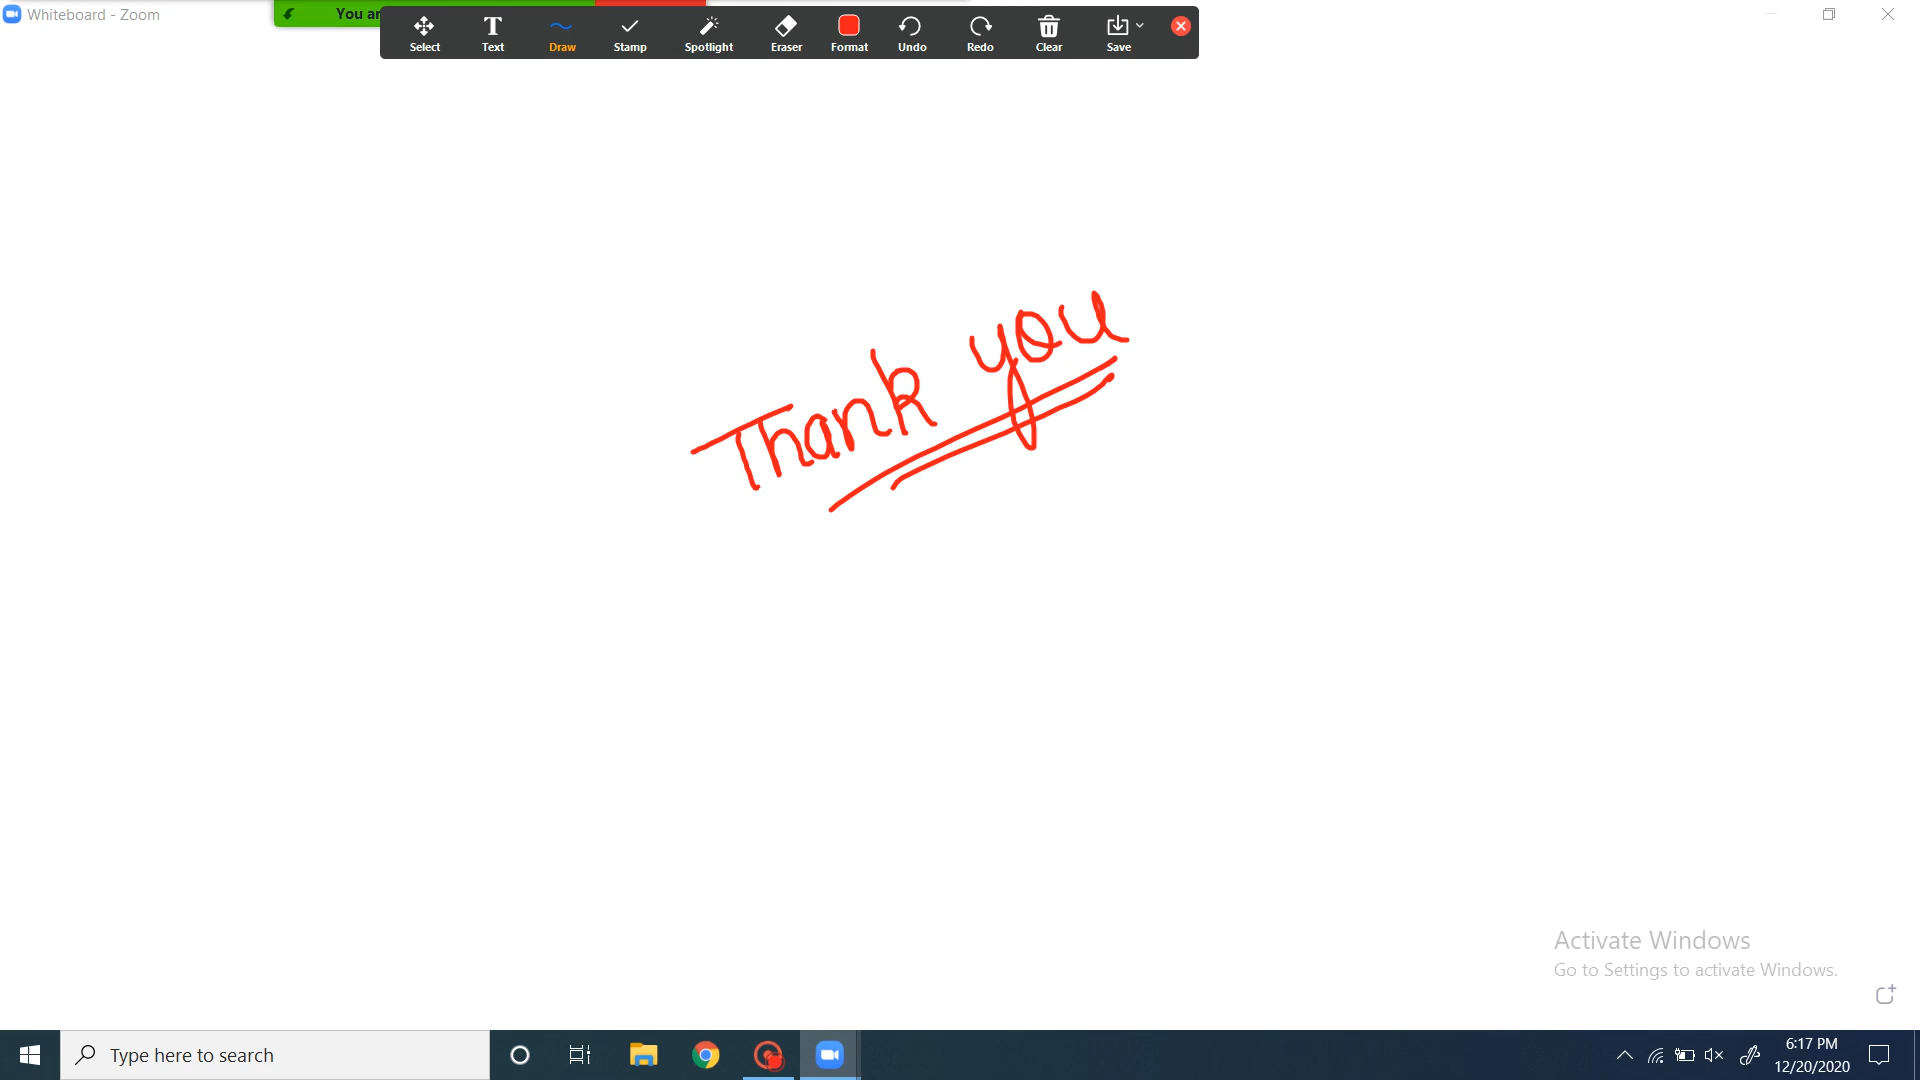 Whiteboard - Zoom
You ar
Select Text Draw Stamp Spotlight Eraser Format Undo Redo Clear Save
Thank you
Activate Windows
Go to Settings to activate Windows.
Type here to search
6:17 PM
12/20/2020